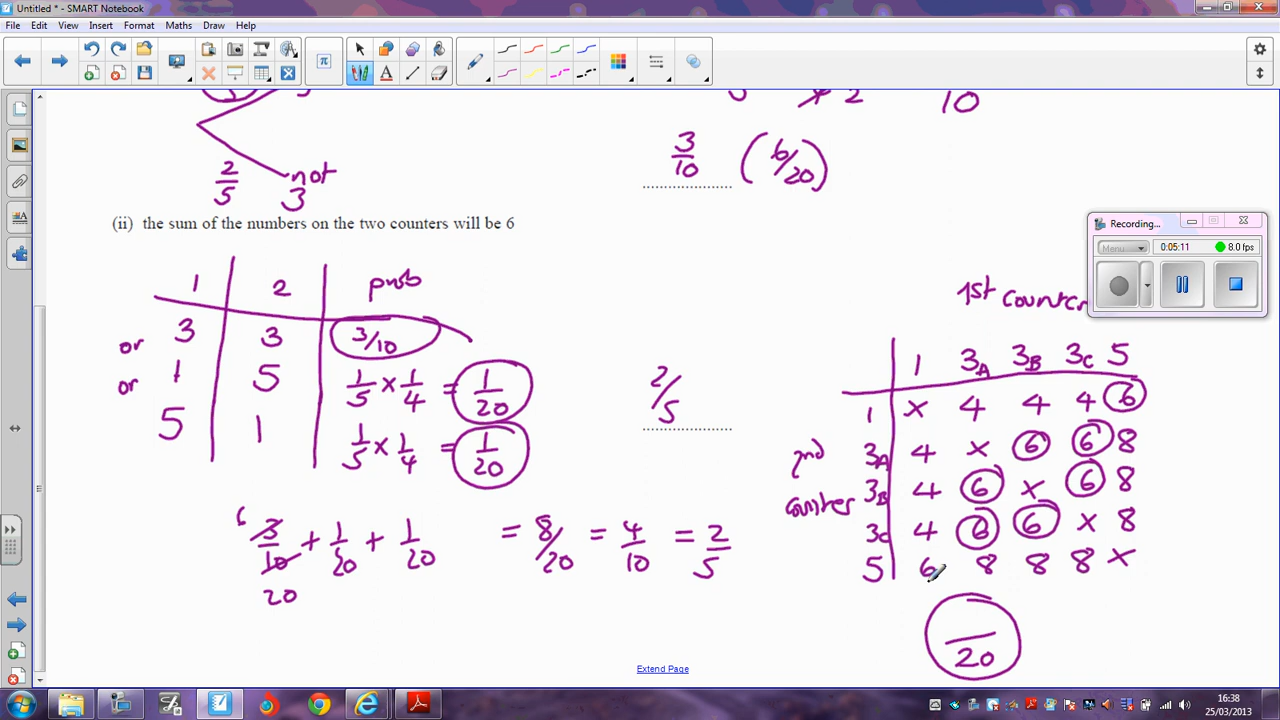 Untitled * - SMART Notebook
File Edit View Insert Format Maths Draw Help
3/10 (6/20)
10
2/5 not 3
(ii) the sum of the numbers on the two counters will be 6
1 2 prob
or 3 3 3/10
or 1 5 1/5 × 1/4 = 1/20
5 1 1/5 × 1/4 = 1/20
2/5
6 3/10 + 1/20 + 1/20 = 8/20 = 4/10 = 2/5
20
Recording...
Menu 0:05:11 8.0 fps
1st counter
1 3A 3B 3C 5
1 × 4 4 4 6
2nd counter
3A 4 × 6 6 8
3B 4 6 × 6 8
3C 4 6 6 × 8
5 6 8 8 8 ×
20
Extend Page
16:38
25/03/2013